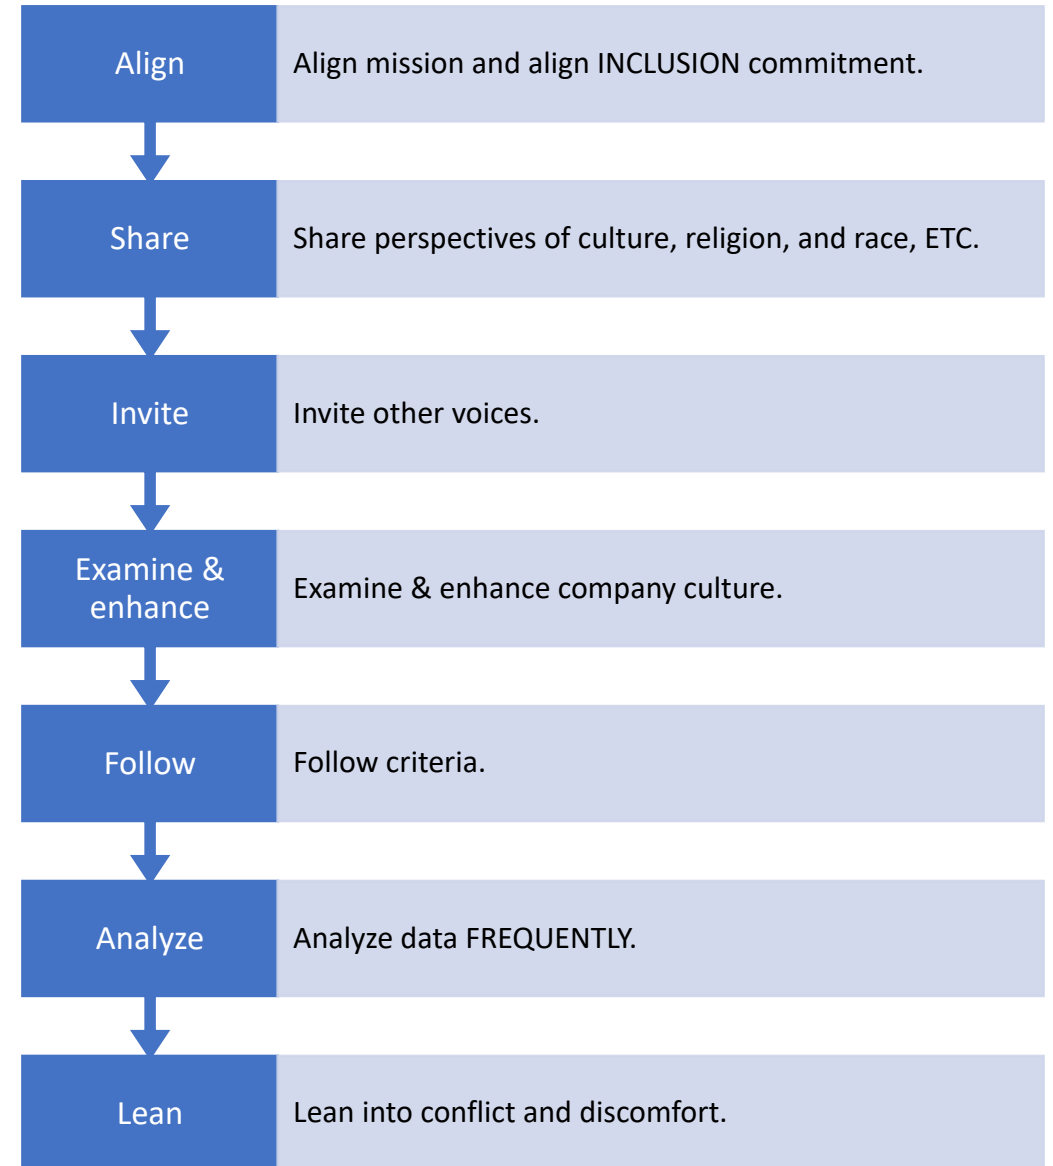 Align
Align mission and align INCLUSION commitment.
Share
Share perspectives of culture, religion, and race, ETC.
Invite
Invite other voices.
Examine &
enhance
Examine & enhance company culture.
Follow
Follow criteria.
Analyze
Analyze data FREQUENTLY.
Lean
Lean into conflict and discomfort.